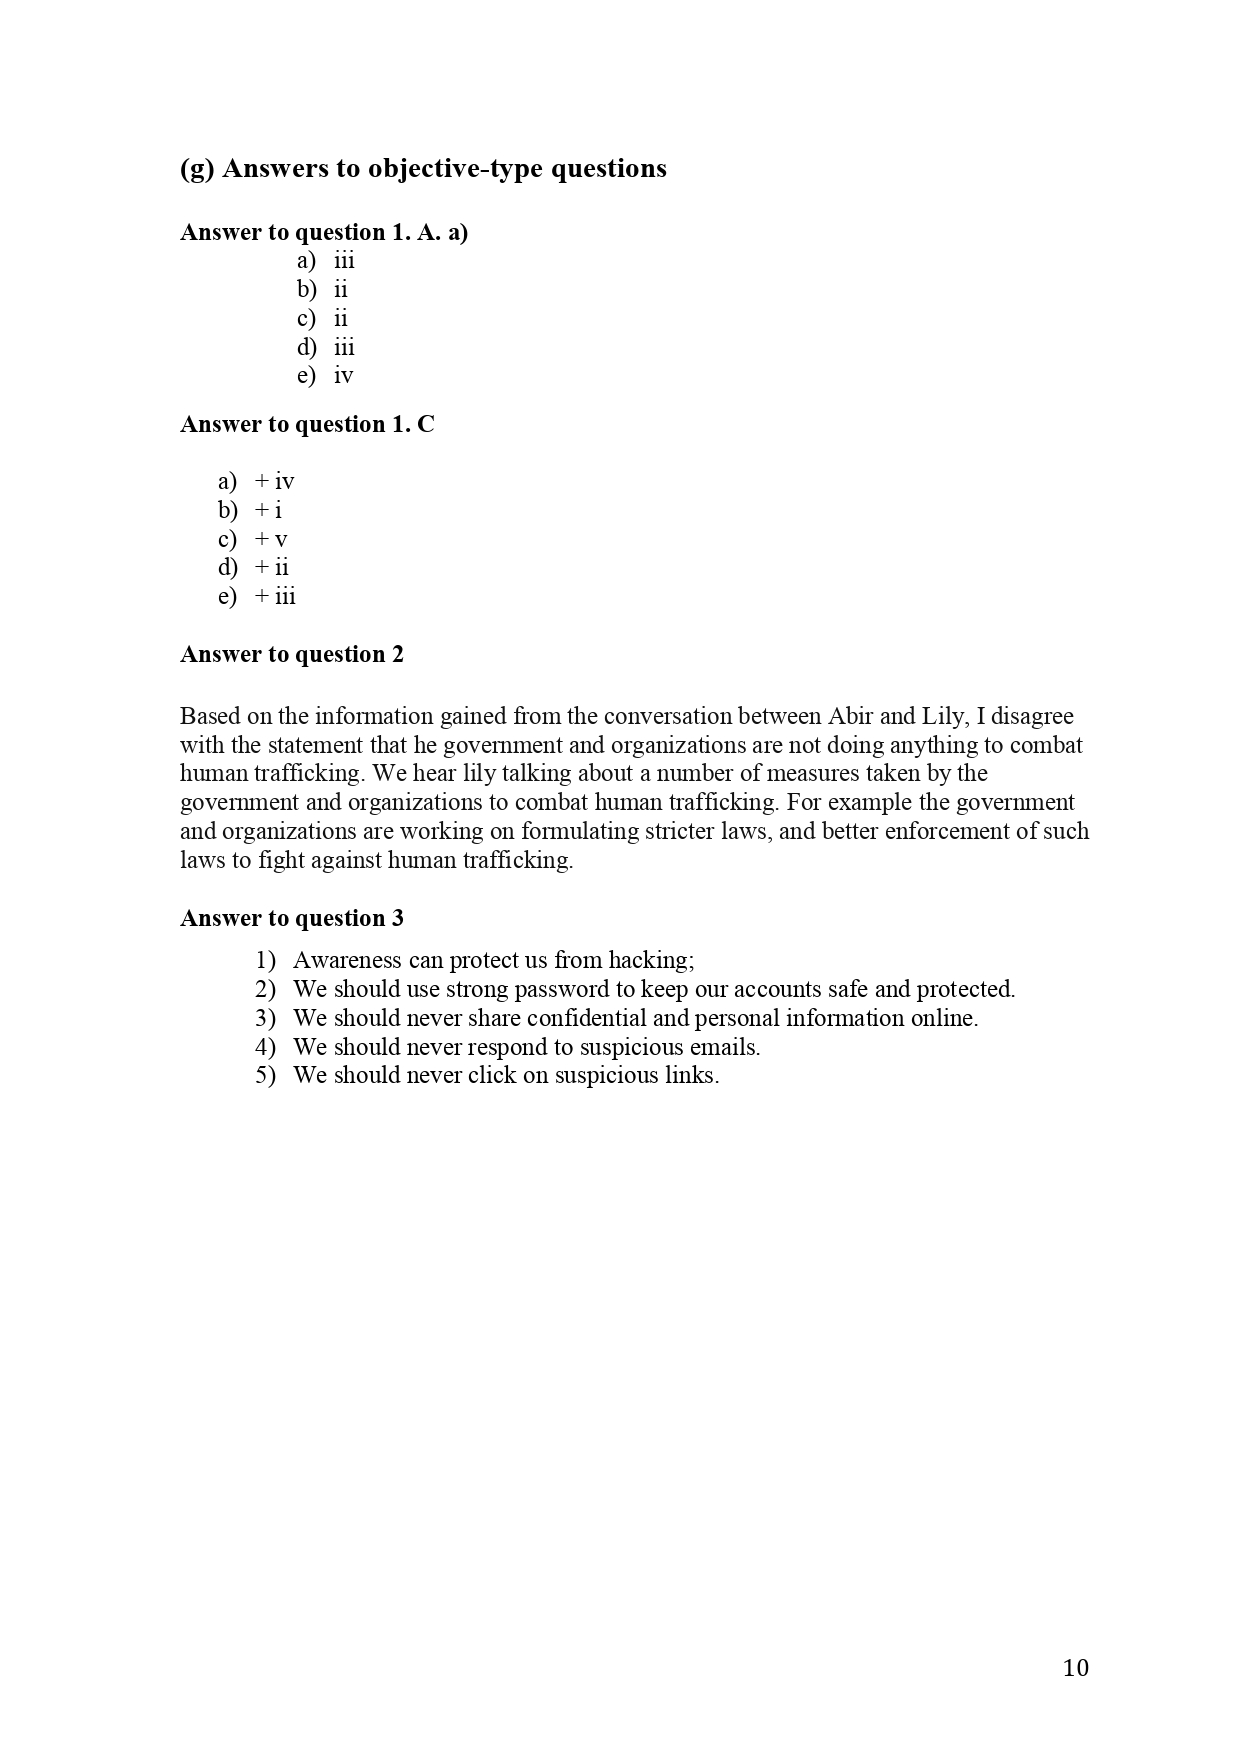 (g) Answers to objective-type questions
Answer to question 1. A. a)
a) iii
b) ii
c) ii
d) iii
e) iv
Answer to question 1. C
a) + iv
b) + i
c) + v
d) + ii
e) + iii
Answer to question 2
Based on the information gained from the conversation between Abir and Lily, I disagree
with the statement that he government and organizations are not doing anything to combat
human trafficking. We hear lily talking about a number of measures taken by the
government and organizations to combat human trafficking. For example the government
and organizations are working on formulating stricter laws, and better enforcement of such
laws to fight against human trafficking.
Answer to question 3
1) Awareness can protect us from hacking;
2) We should use strong password to keep our accounts safe and protected.
3) We should never share confidential and personal information online.
4) We should never respond to suspicious emails.
5) We should never click on suspicious links.
10